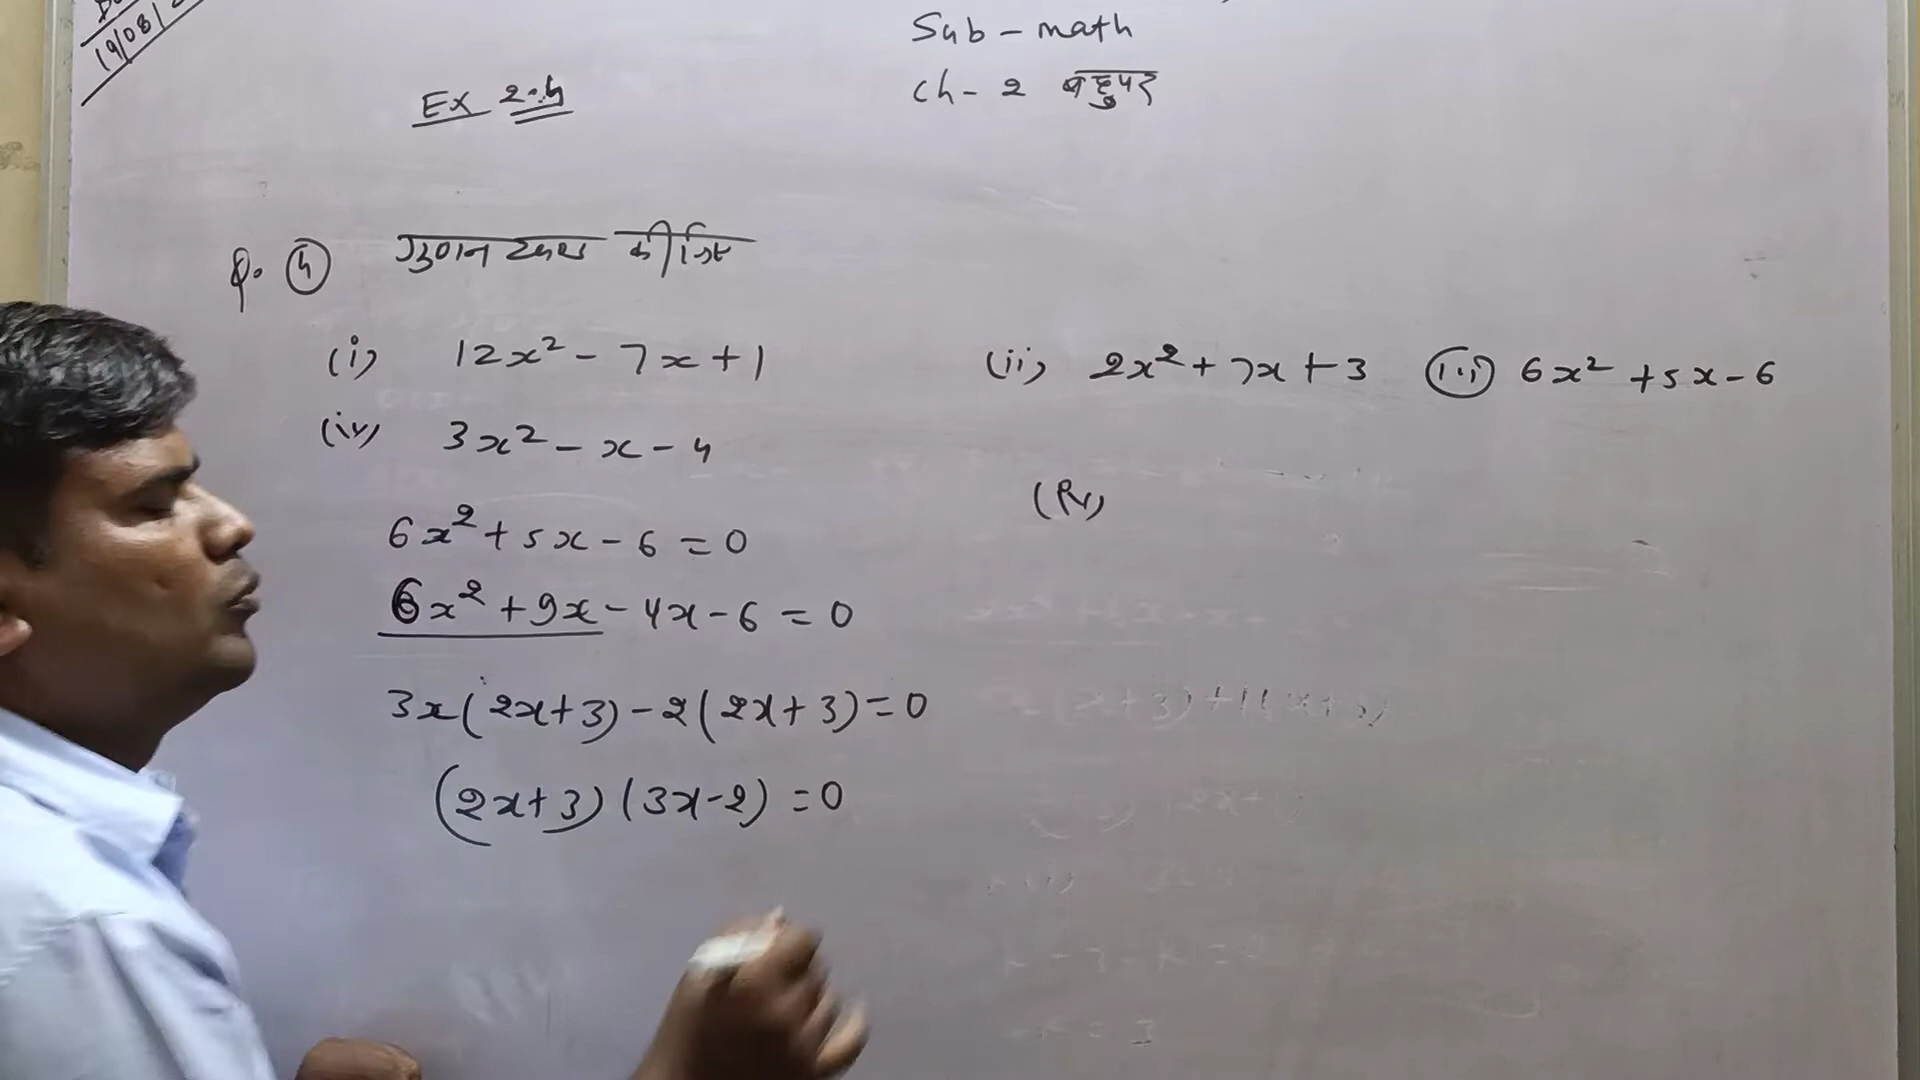 19/08/2
Sub - math
Ch - 2 बहुपद
Ex 2.4
Q. (4) गुणनखण्ड कीजिए
(i) 12x² - 7x + 1 (ii) 2x² + 7x + 3 (iii) 6x² + 5x - 6
(iv) 3x² - x - 4
6x² + 5x - 6 = 0
(iv)
6x² + 9x - 4x - 6 = 0
3x(2x+3) - 2(2x+3) = 0
(2x+3)(3x-2) = 0